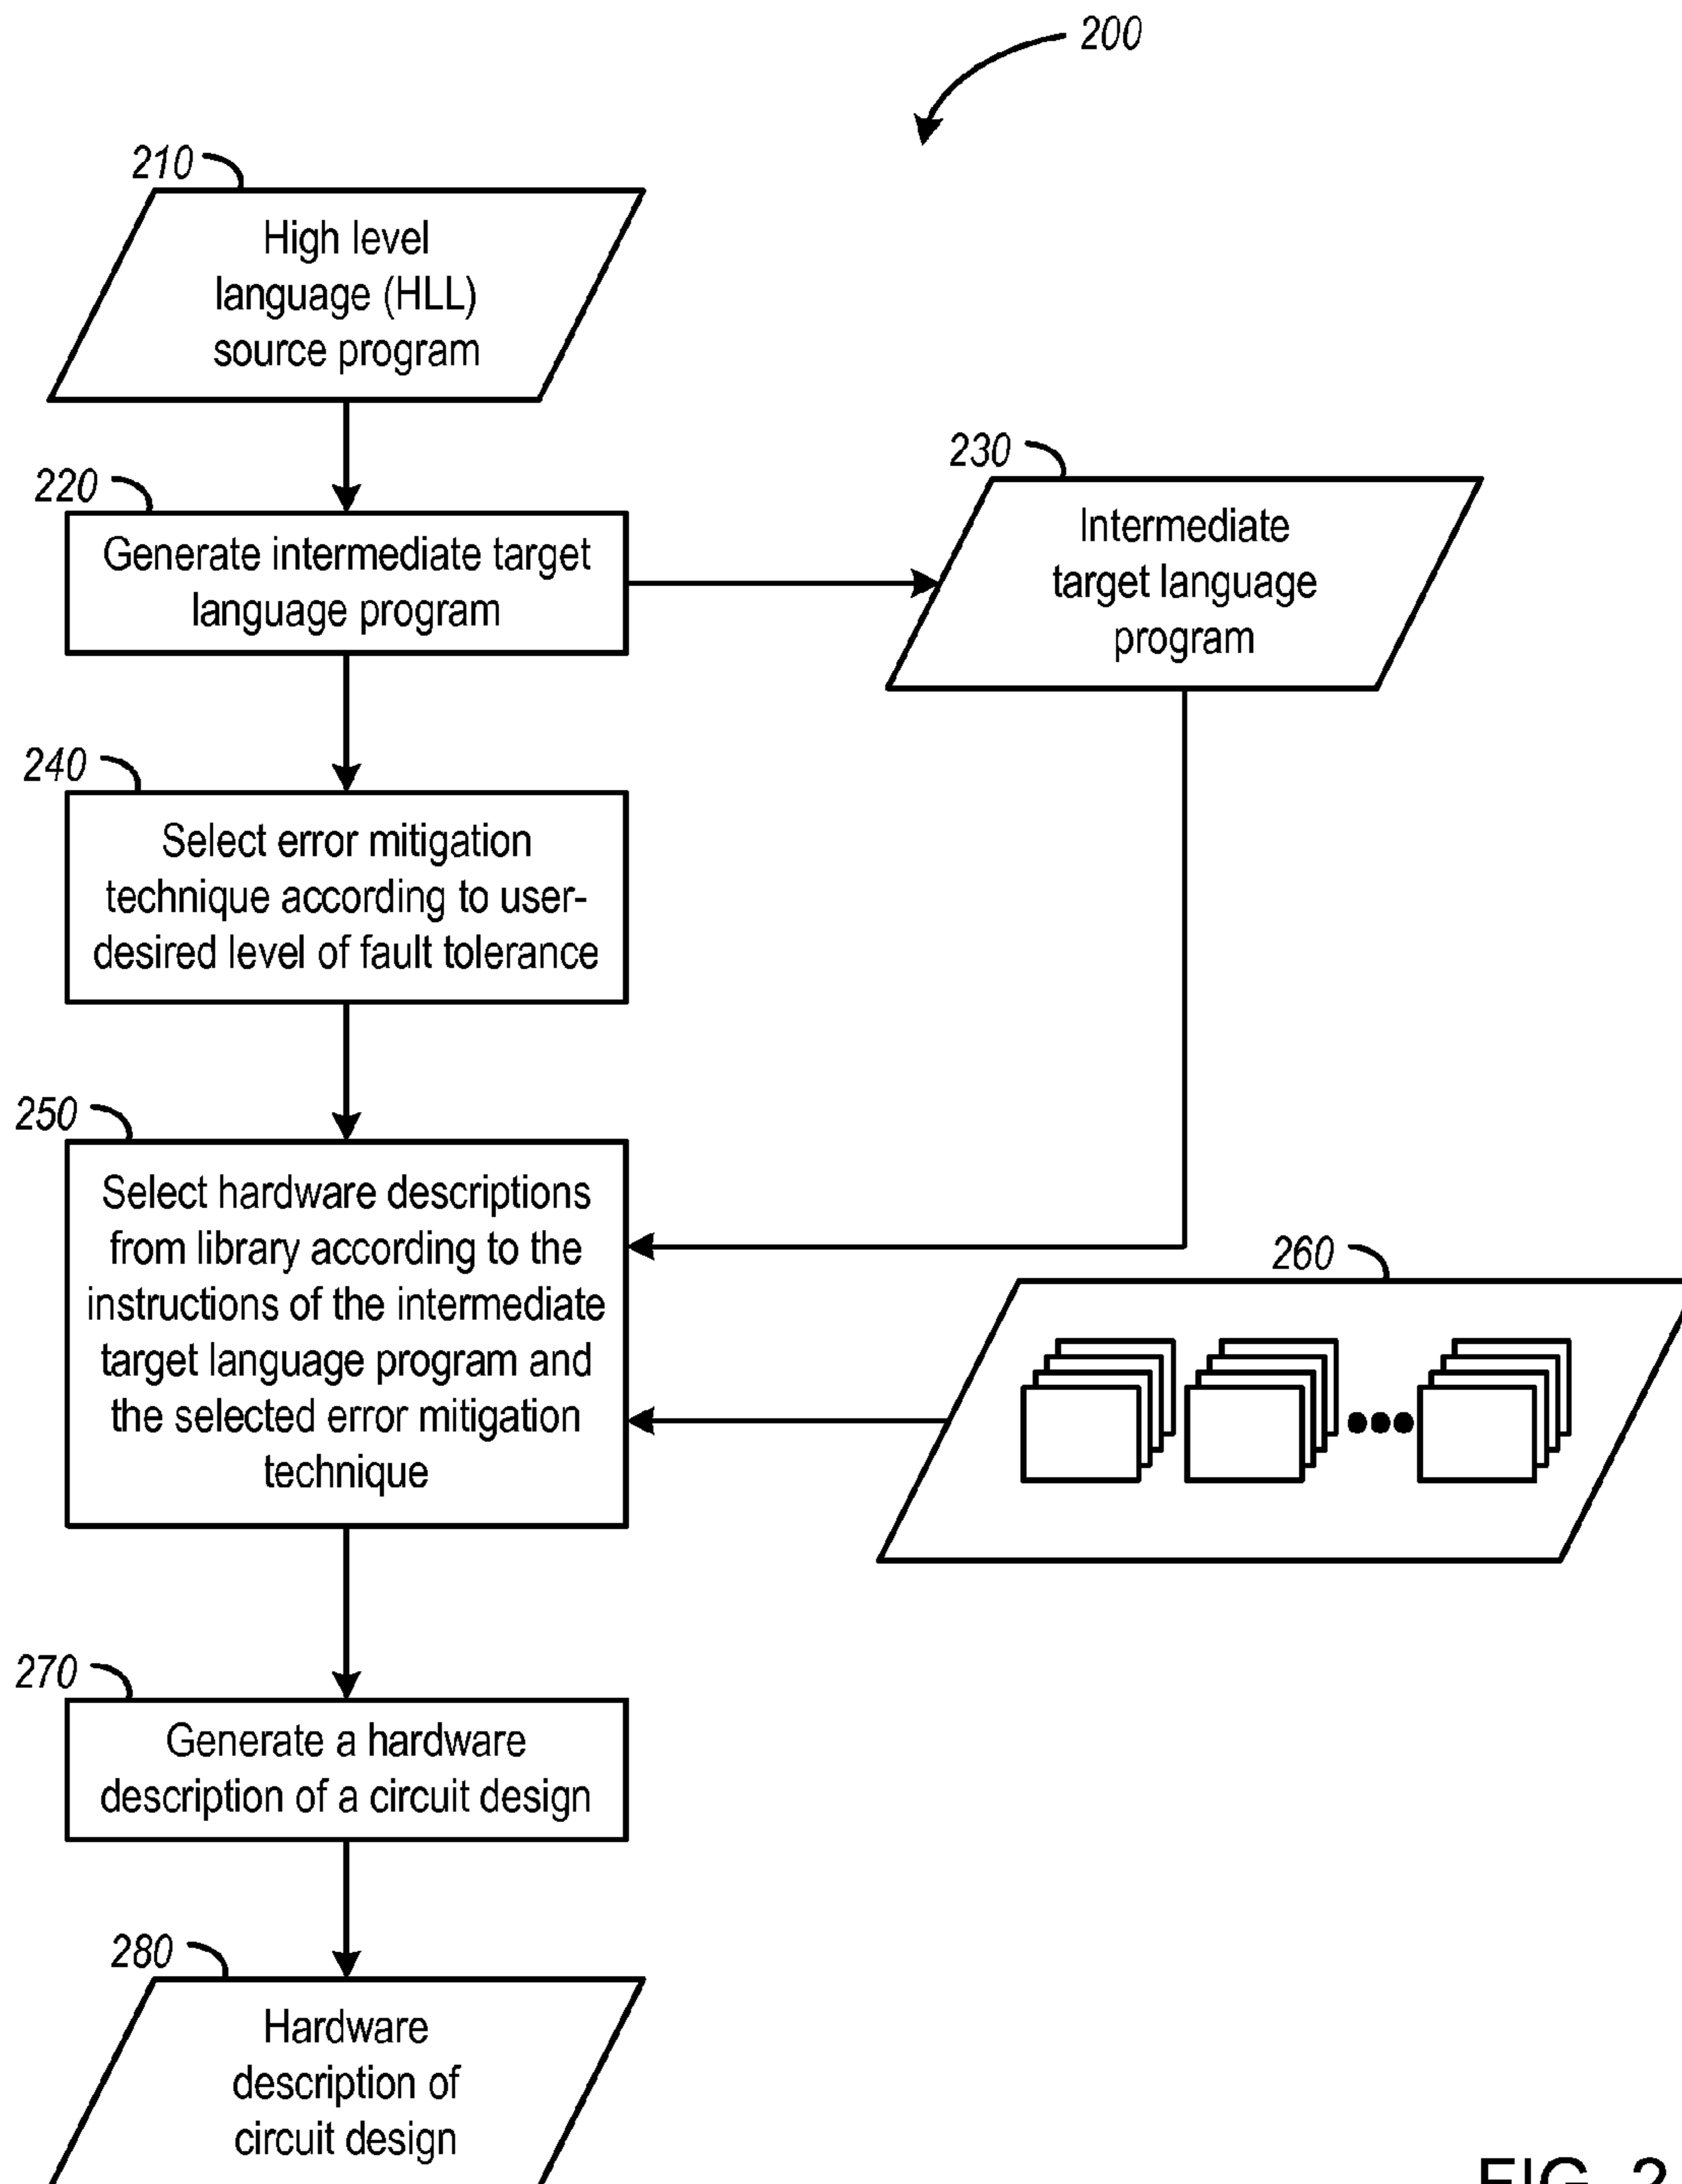 200
210
High level
language (HLL)
source program
220
Generate intermediate target
language program
230
Intermediate
target language
program
240
Select error mitigation
technique according to user-
desired level of fault tolerance
250
Select hardware descriptions
from library according to the
instructions of the intermediate
target language program and
the selected error mitigation
technique
260
270
Generate a hardware
description of a circuit design
280
Hardware
description of
circuit design
FIG. 2